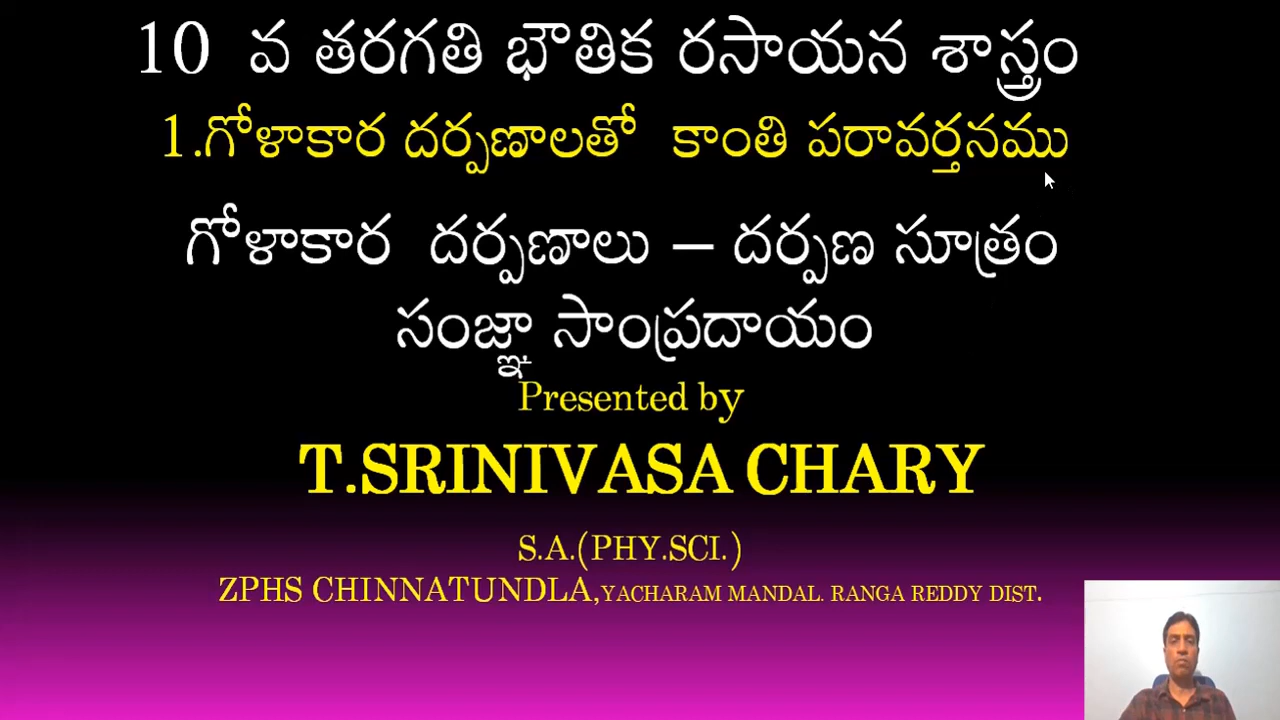 10 వ తరగతి భౌతిక రసాయన శాస్త్రం
1.గోళాకార దర్పణాలతో కాంతి పరావర్తనము
గోళాకార దర్పణాలు – దర్పణ సూత్రం
సంజ్ఞా సాంప్రదాయం
Presented by
T.SRINIVASA CHARY
S.A.(PHY.SCI.)
ZPHS CHINNATUNDLA,YACHARAM MANDAL. RANGA REDDY DIST.